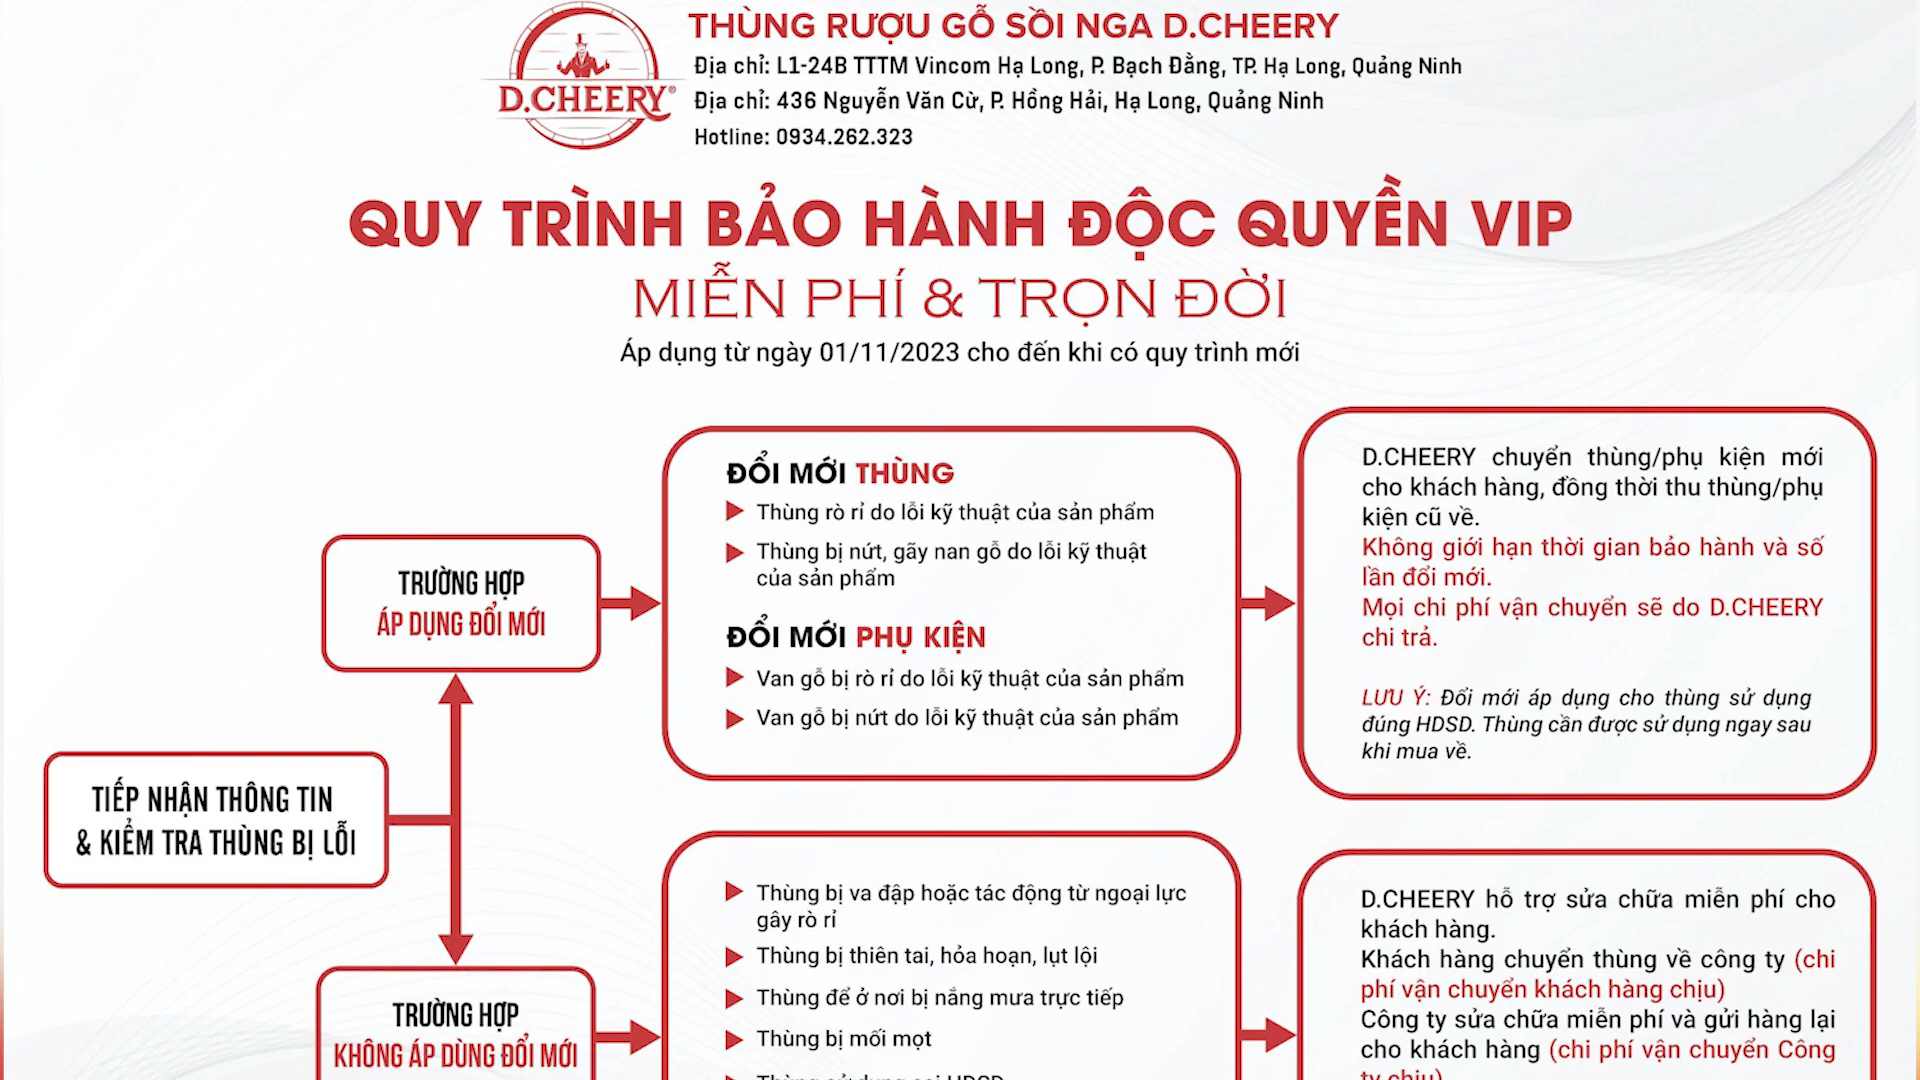 D.CHEERY®
THÙNG RƯỢU GỖ SỒI NGA D.CHEERY
Địa chỉ: L1-24B TTTM Vincom Hạ Long, P. Bạch Đằng, TP. Hạ Long, Quảng Ninh
Địa chỉ: 436 Nguyễn Văn Cừ, P. Hồng Hải, Hạ Long, Quảng Ninh
Hotline: 0934.262.323
QUY TRÌNH BẢO HÀNH ĐỘC QUYỀN VIP
MIỄN PHÍ & TRỌN ĐỜI
Áp dụng từ ngày 01/11/2023 cho đến khi có quy trình mới
TIẾP NHẬN THÔNG TIN
& KIỂM TRA THÙNG BỊ LỖI
TRƯỜNG HỢP
ÁP DỤNG ĐỔI MỚI
ĐỔI MỚI THÙNG
Thùng rò rỉ do lỗi kỹ thuật của sản phẩm
Thùng bị nứt, gãy nan gỗ do lỗi kỹ thuật
của sản phẩm
ĐỔI MỚI PHỤ KIỆN
Van gỗ bị rò rỉ do lỗi kỹ thuật của sản phẩm
Van gỗ bị nứt do lỗi kỹ thuật của sản phẩm
D.CHEERY chuyển thùng/phụ kiện mới
cho khách hàng, đồng thời thu thùng/phụ
kiện cũ về.
Không giới hạn thời gian bảo hành và số
lần đổi mới.
Mọi chi phí vận chuyển sẽ do D.CHEERY
chi trả.
LƯU Ý: Đổi mới áp dụng cho thùng sử dụng
đúng HDSD. Thùng cần được sử dụng ngay sau
khi mua về.
TRƯỜNG HỢP
KHÔNG ÁP DÙNG ĐỔI MỚI
Thùng bị va đập hoặc tác động từ ngoại lực
gây rò rỉ
Thùng bị thiên tai, hỏa hoạn, lụt lội
Thùng để ở nơi bị nắng mưa trực tiếp
Thùng bị mối mọt
Thùng sử dụng sai HDSD
D.CHEERY hỗ trợ sửa chữa miễn phí cho
khách hàng.
Khách hàng chuyển thùng về công ty (chi
phí vận chuyển khách hàng chịu)
Công ty sửa chữa miễn phí và gửi hàng lại
cho khách hàng (chi phí vận chuyển Công
ty chịu)